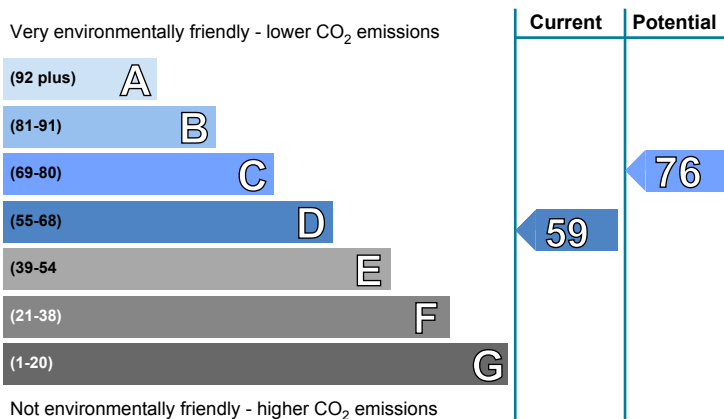 Current Potential
Very environmentally friendly - lower CO2 emissions
(92 plus) A
(81-91) B
(69-80) C
76
(55-68) D
59
(39-54 E
(21-38) F
(1-20) G
Not environmentally friendly - higher CO2 emissions